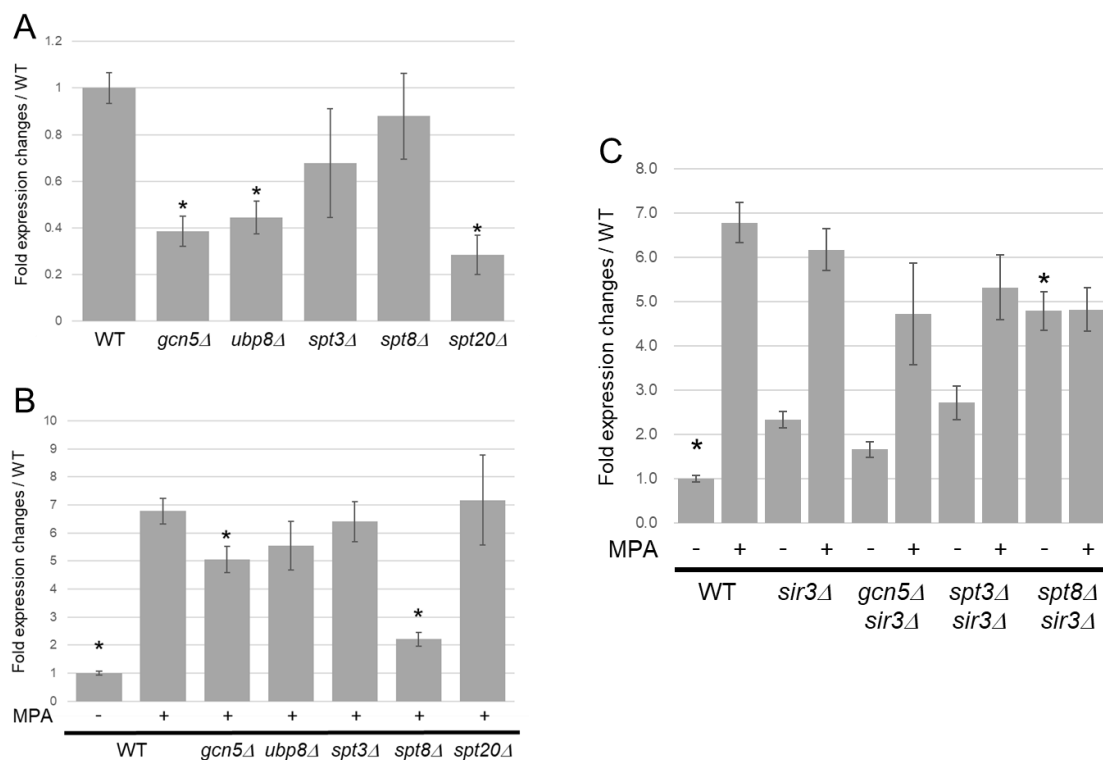 A
Fold expression changes / WT
1.2
1
0.8
0.6
0.4
0.2
0
*
*
*
WT gcn5Δ ubp8Δ spt3Δ spt8Δ spt20Δ
B
Fold expression changes / WT
10
9
8
7
6
5
4
3
2
1
0
*
*
*
MPA - + + + + + +
WT gcn5Δ ubp8Δ spt3Δ spt8Δ spt20Δ
C
Fold expression changes / WT
8.0
7.0
6.0
5.0
4.0
3.0
2.0
1.0
0.0
*
*
MPA - + - + - + - + - +
WT sir3Δ gcn5Δ spt3Δ spt8Δ
sir3Δ sir3Δ sir3Δ